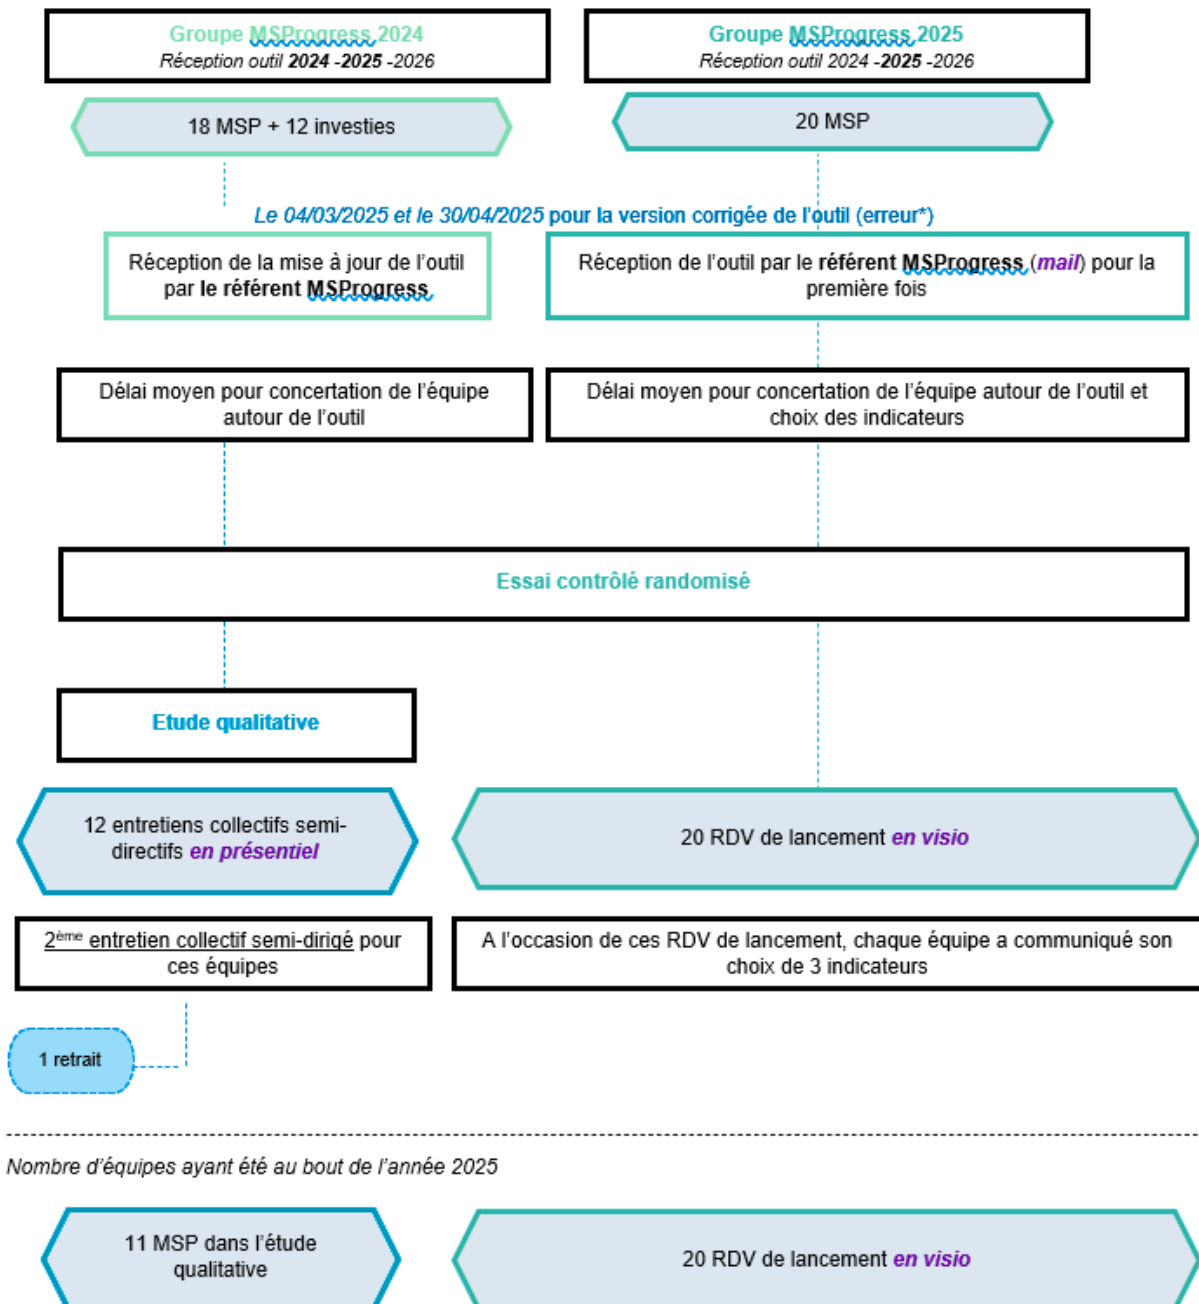 Groupe MSProgress 2024
Réception outil 2024 -2025 -2026
Groupe MSProgress 2025
Réception outil 2024 -2025 -2026
18 MSP + 12 investies
20 MSP
Le 04/03/2025 et le 30/04/2025 pour la version corrigée de l'outil (erreur*)
Réception de la mise à jour de l'outil
par le référent MSProgress
Réception de l'outil par le référent MSProgress (mail) pour la
première fois
Délai moyen pour concertation de l'équipe
autour de l'outil
Délai moyen pour concertation de l'équipe autour de l'outil et
choix des indicateurs
Essai contrôlé randomisé
Etude qualitative
12 entretiens collectifs semi-
directifs en présentiel
20 RDV de lancement en visio
2ème entretien collectif semi-dirigé pour
ces équipes
A l'occasion de ces RDV de lancement, chaque équipe a communiqué son
choix de 3 indicateurs
1 retrait
Nombre d'équipes ayant été au bout de l'année 2025
11 MSP dans l'étude
qualitative
20 RDV de lancement en visio